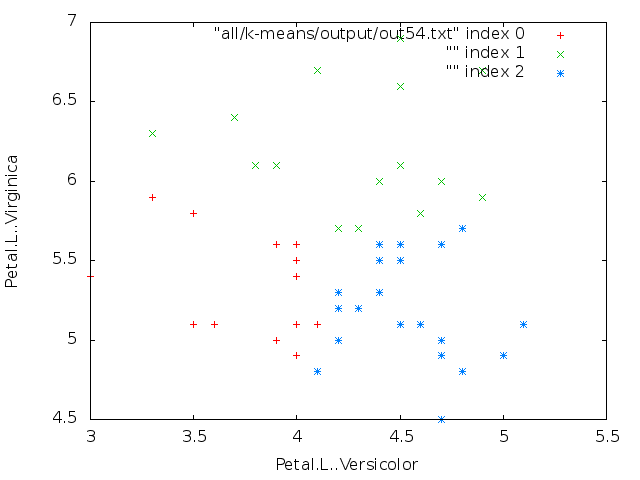 7
6.5
6
5.5
5
4.5
3
3.5
4
4.5
5
5.5
Petal.L..Virginica
Petal.L..Versicolor
"all/k-means/output/out54.txt" index 0
"" index 1
"" index 2